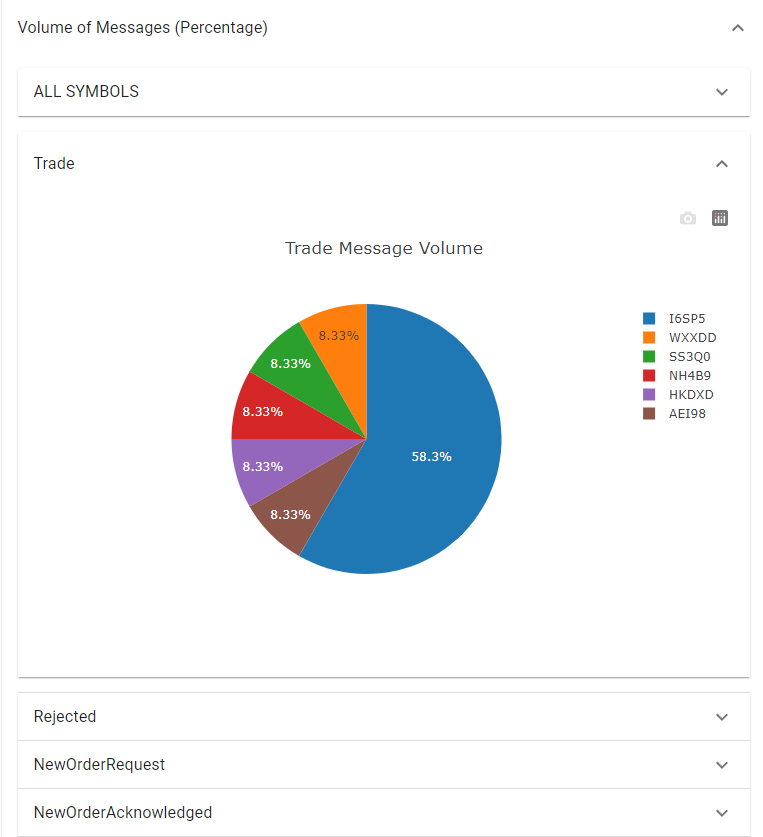 Volume of Messages (Percentage)
ALL SYMBOLS
Trade
Trade Message Volume
I6SP5
WXXDD
SS3Q0
NH4B9
HKDXD
AEI98
8.33%
8.33%
8.33%
58.3%
8.33%
8.33%
Rejected
NewOrderRequest
NewOrderAcknowledged